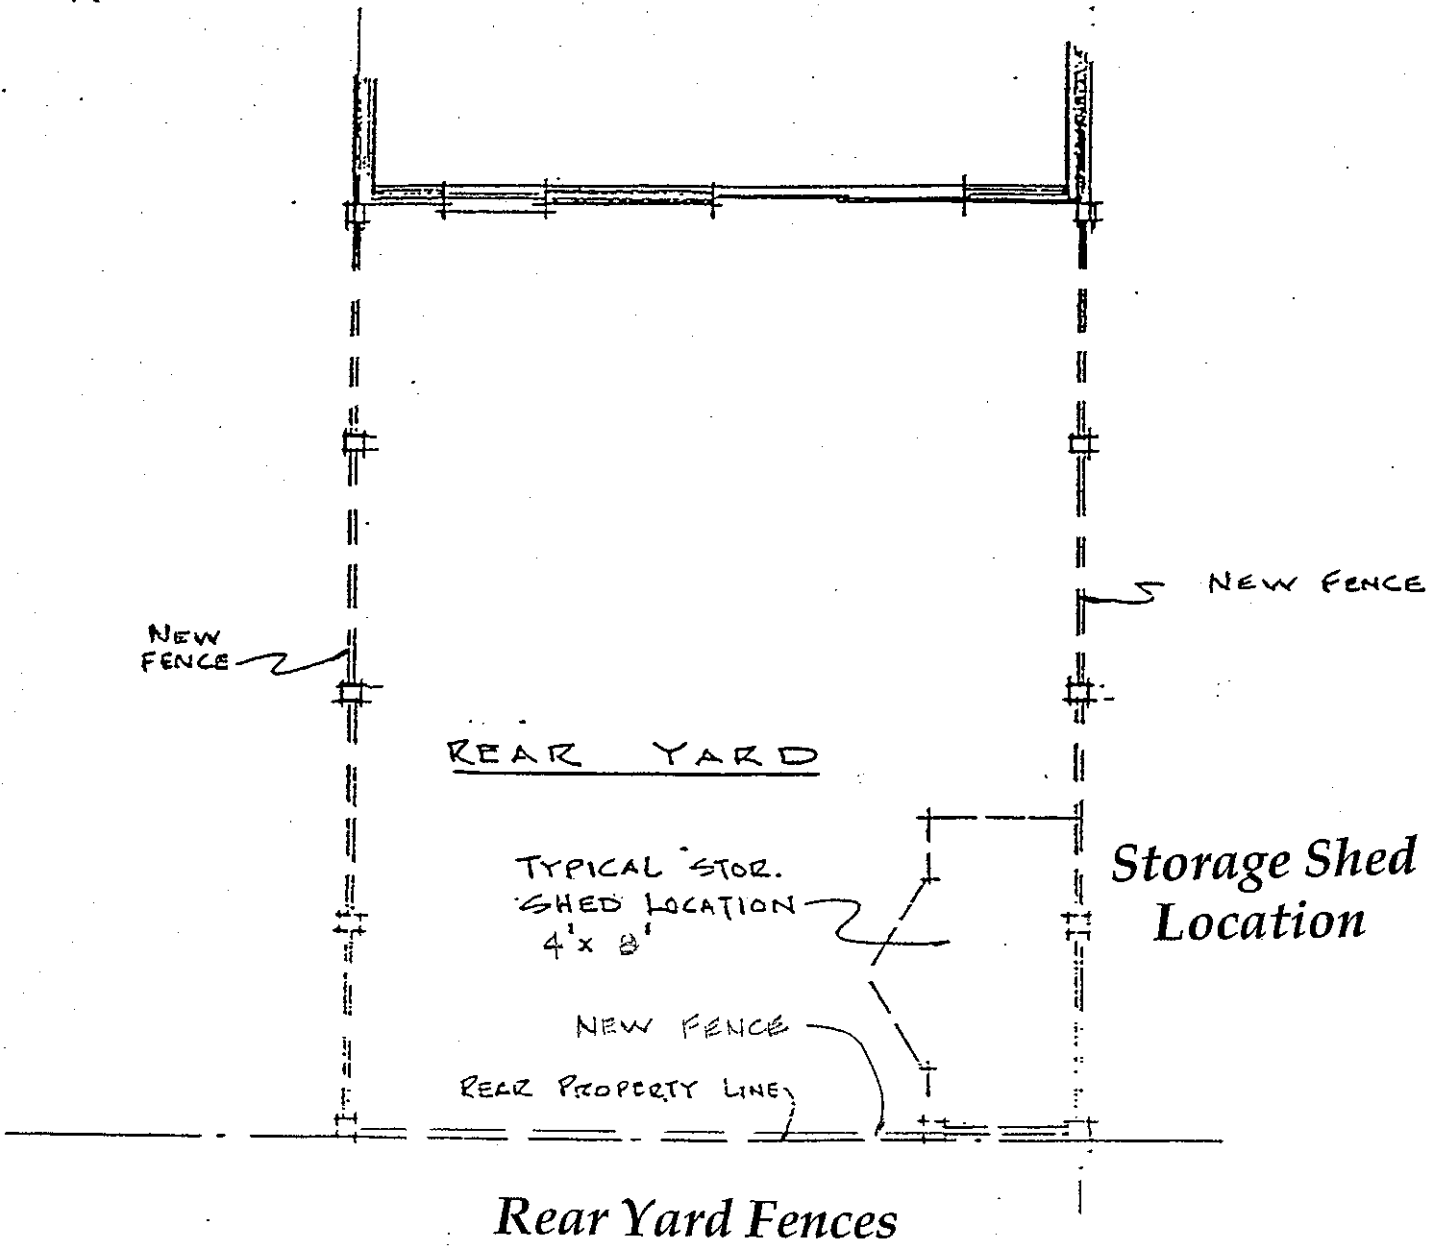 NEW FENCE
NEW
FENCE
REAR YARD
TYPICAL STOR.
SHED LOCATION
4' x 8'
Storage Shed
Location
NEW FENCE
REAR PROPERTY LINE
Rear Yard Fences